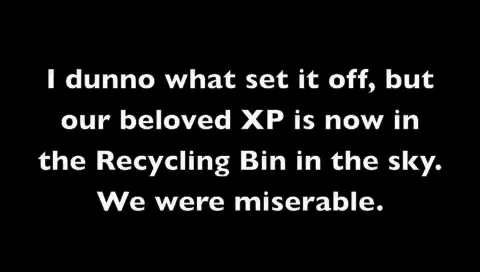 I dunno what set it off, but
our beloved XP is now in
the Recycling Bin in the sky.
We were miserable.